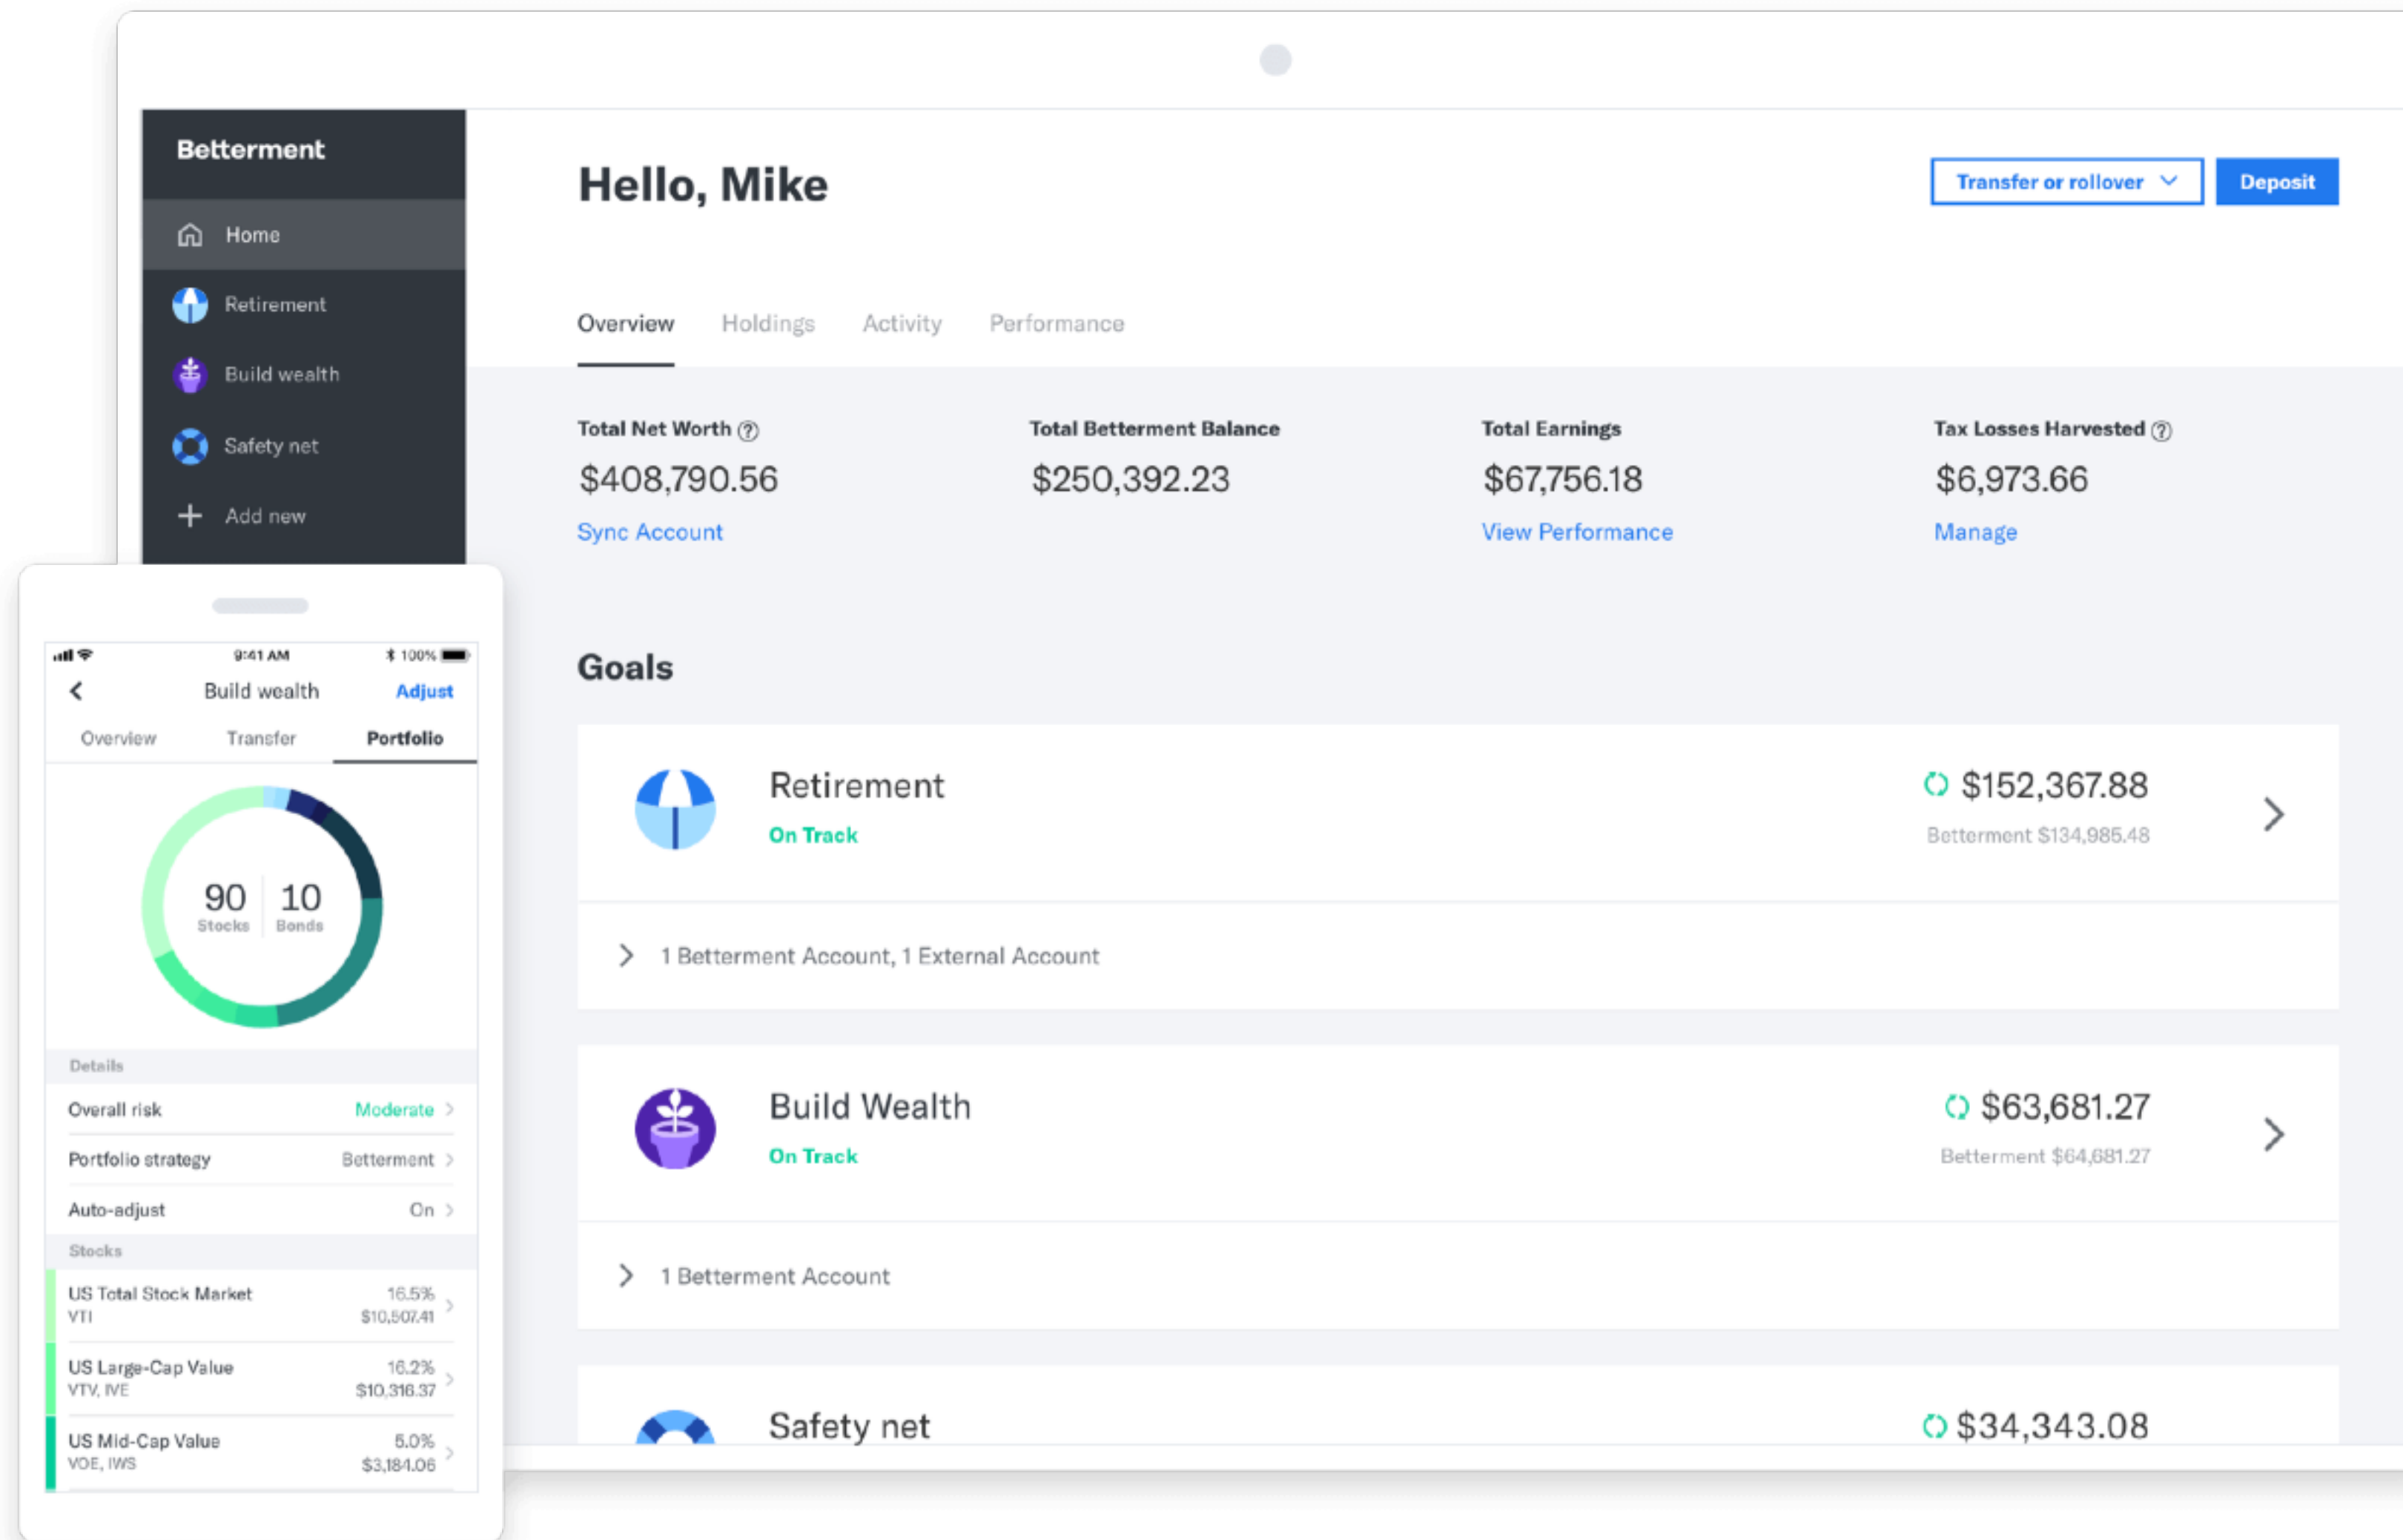 Betterment
Home
Retirement
Build wealth
Safety net
Add new
Hello, Mike
Transfer or rollover
Deposit
Overview Holdings Activity Performance
Total Net Worth ?
$408,790.56
Sync Account
Total Betterment Balance
$250,392.23
Total Earnings
$67,756.18
View Performance
Tax Losses Harvested ?
$6,973.66
Manage
Goals
Retirement
On Track
$152,367.88
Betterment $134,985.48
1 Betterment Account, 1 External Account
Build Wealth
On Track
$63,681.27
Betterment $64,681.27
1 Betterment Account
Safety net
$34,343.08
9:41 AM 100%
Build wealth Adjust
Overview Transfer Portfolio
90 10
Stocks Bonds
Details
Overall risk Moderate
Portfolio strategy Betterment
Auto-adjust On
Stocks
US Total Stock Market 16.5%
VTI $10,507.41
US Large-Cap Value 16.2%
VTV, IVE $10,316.37
US Mid-Cap Value 5.0%
VOE, IWS $3,184.06